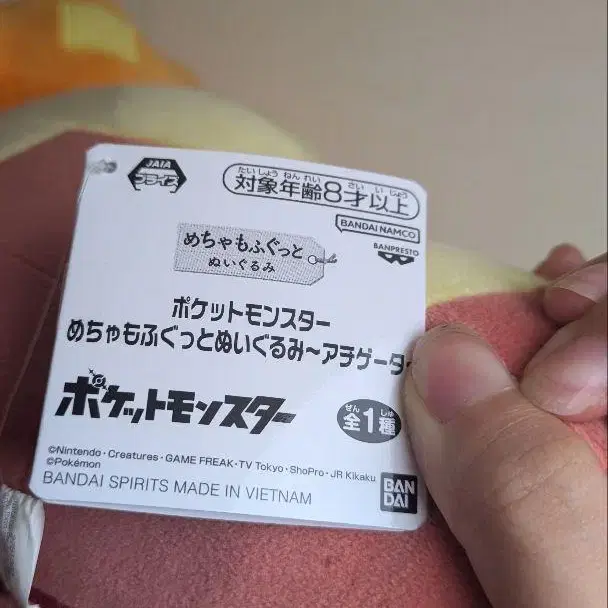 JAIA
プライズ
たいしょうねんれい さいいじょう
対象年齢8才以上
BANDAI NAMCO
BANPRESTO
めちゃもふぐっと
ぬいぐるみ
ポケットモンスター
めちゃもふぐっとぬいぐるみ～アチゲータ
ポケットモンスター
ぜん しゅ
全1種
©Nintendo・Creatures・GAME FREAK・TV Tokyo・ShoPro・JR Kikaku
©Pokémon
BANDAI SPIRITS MADE IN VIETNAM
BAN
DAI